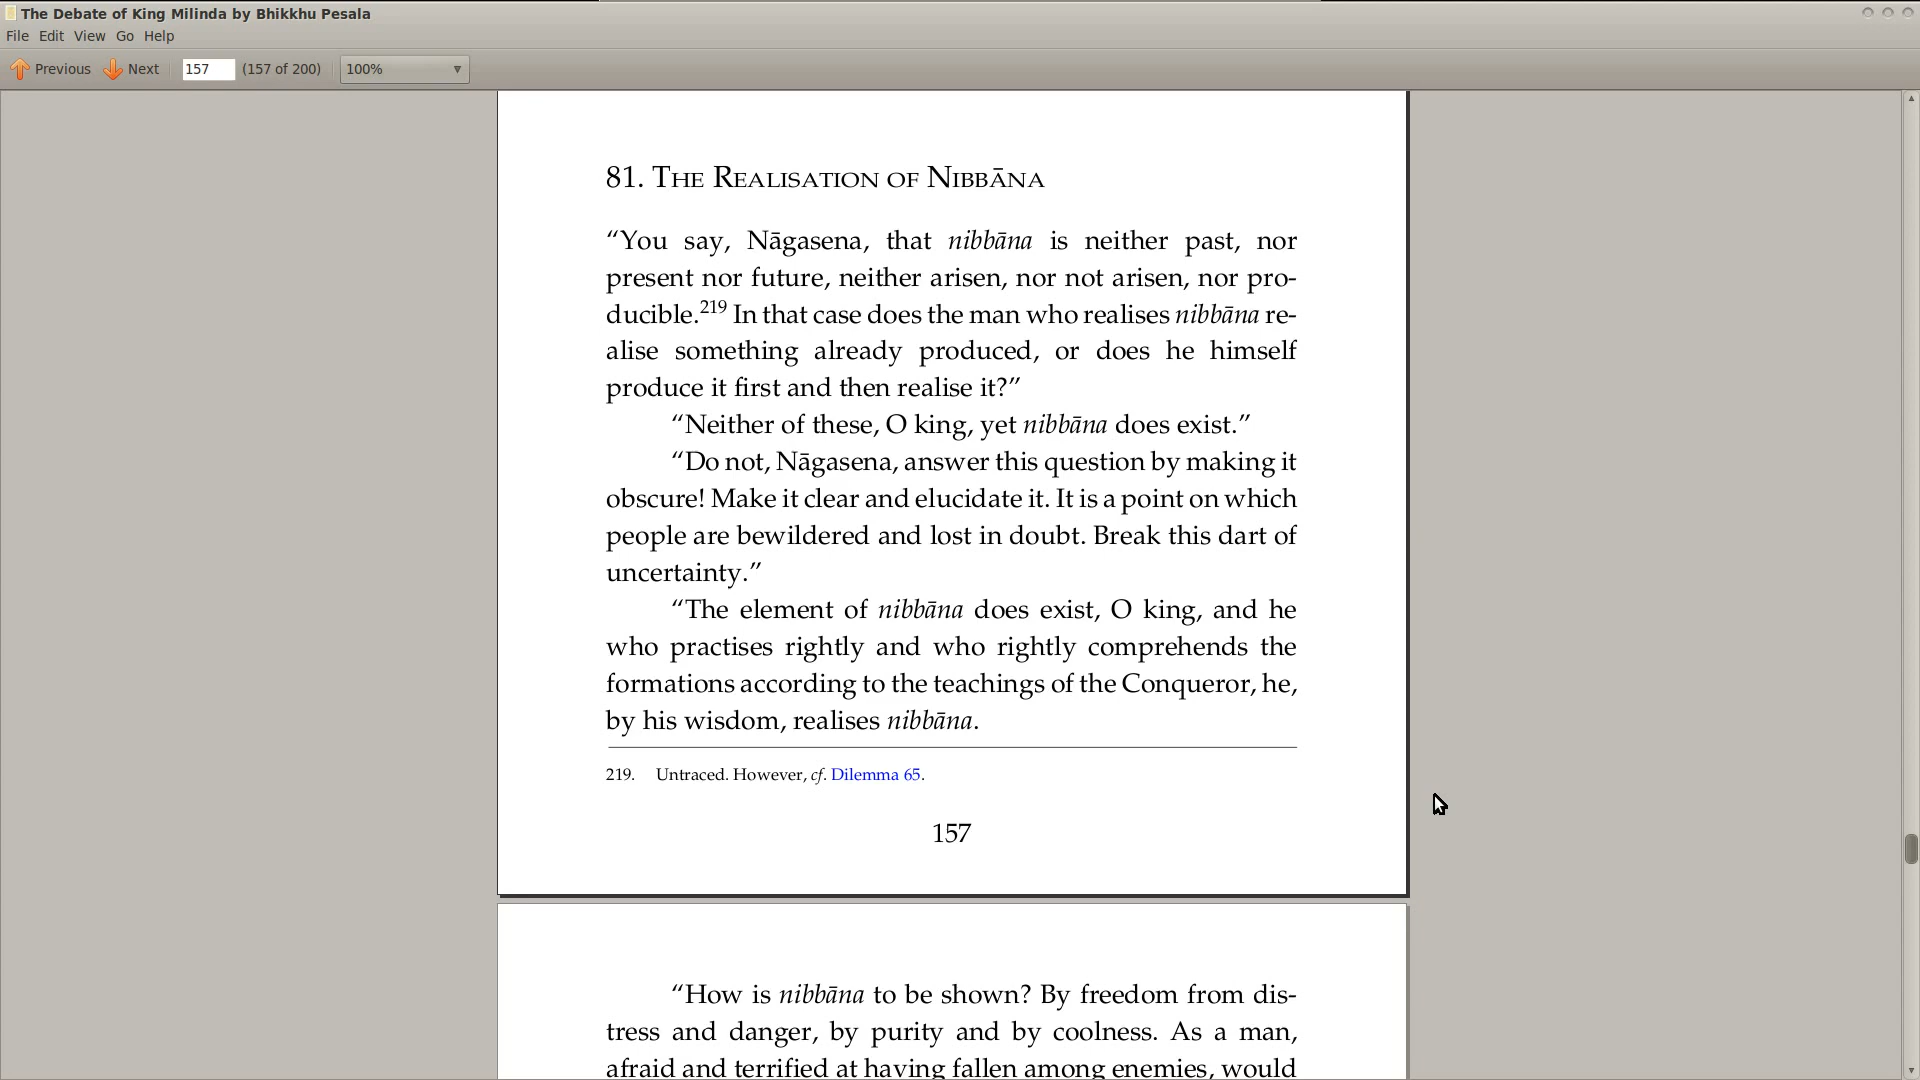 The Debate of King Milinda by Bhikkhu Pesala
File Edit View Go Help
Previous Next 157 (157 of 200) 100%
81. The Realisation of Nibbāna
“You say, Nāgasena, that nibbāna is neither past, nor
present nor future, neither arisen, nor not arisen, nor pro-
ducible.219 In that case does the man who realises nibbāna re-
alise something already produced, or does he himself
produce it first and then realise it?”
“Neither of these, O king, yet nibbāna does exist.”
“Do not, Nāgasena, answer this question by making it
obscure! Make it clear and elucidate it. It is a point on which
people are bewildered and lost in doubt. Break this dart of
uncertainty.”
“The element of nibbāna does exist, O king, and he
who practises rightly and who rightly comprehends the
formations according to the teachings of the Conqueror, he,
by his wisdom, realises nibbāna.
219. Untraced. However, cf. Dilemma 65.
157
“How is nibbāna to be shown? By freedom from dis-
tress and danger, by purity and by coolness. As a man,
afraid and terrified at having fallen among enemies, would